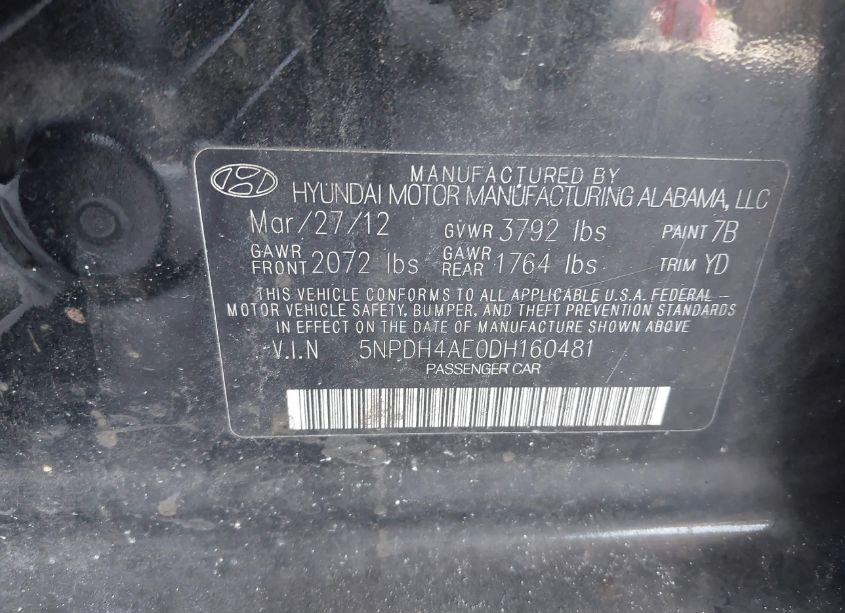 MANUFACTURED BY
HYUNDAI MOTOR MANUFACTURING ALABAMA, LLC
Mar/27/12 GVWR 3792 lbs PAINT 7B
GAWR FRONT 2072 lbs GAWR REAR 1764 lbs TRIM YD
THIS VEHICLE CONFORMS TO ALL APPLICABLE U.S.A. FEDERAL
MOTOR VEHICLE SAFETY, BUMPER, AND THEFT PREVENTION STANDARDS
IN EFFECT ON THE DATE OF MANUFACTURE SHOWN ABOVE.
V.I.N 5NPDH4AE0DH160481
PASSENGER CAR